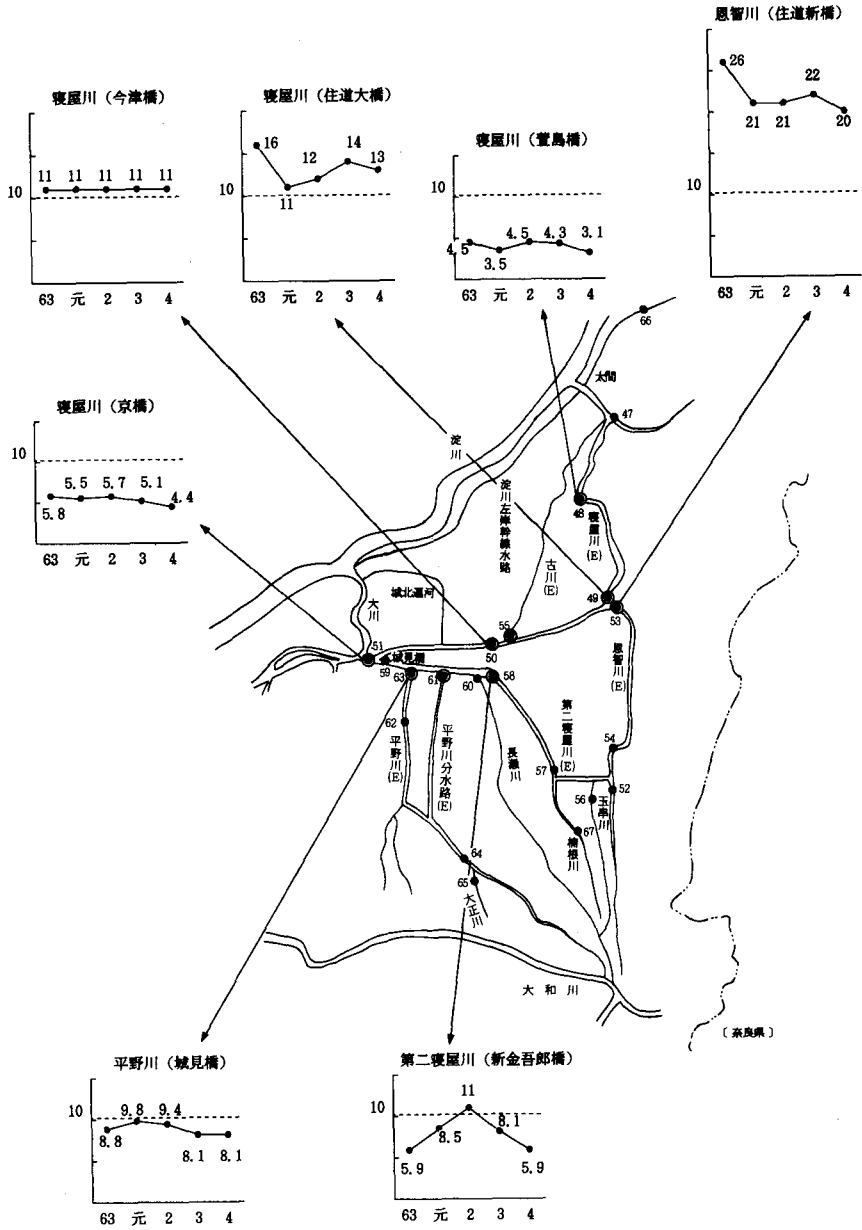 恩智川（住道新橋）
26
21
21
22
20
10
63 元 2 3 4
寝屋川（今津橋）
11 11 11 11 11
10
63 元 2 3 4
寝屋川（住道大橋）
16
11
12
14
13
10
63 元 2 3 4
寝屋川（萱島橋）
10
4.5
3.5
4.5
4.3
3.1
63 元 2 3 4
寝屋川（京橋）
10
5.8
5.5
5.7
5.1
4.4
63 元 2 3 4
66
太間
47
淀川
淀川左岸幹線水路
48
寝屋川(E)
古川(E)
城北運河
大川
49
53
55
50
51
城見橋
59
63
61
60
58
恩智川(E)
62
平野川(E)
平野川分水路(E)
長瀬川
第二寝屋川(E)
57
54
52
56
玉串川
67
楠根川
64
65
大正川
大和川
〔奈良県〕
平野川（城見橋）
10
8.8
9.8
9.4
8.1
8.1
63 元 2 3 4
第二寝屋川（新金吾郎橋）
10
5.9
8.5
11
8.1
5.9
63 元 2 3 4